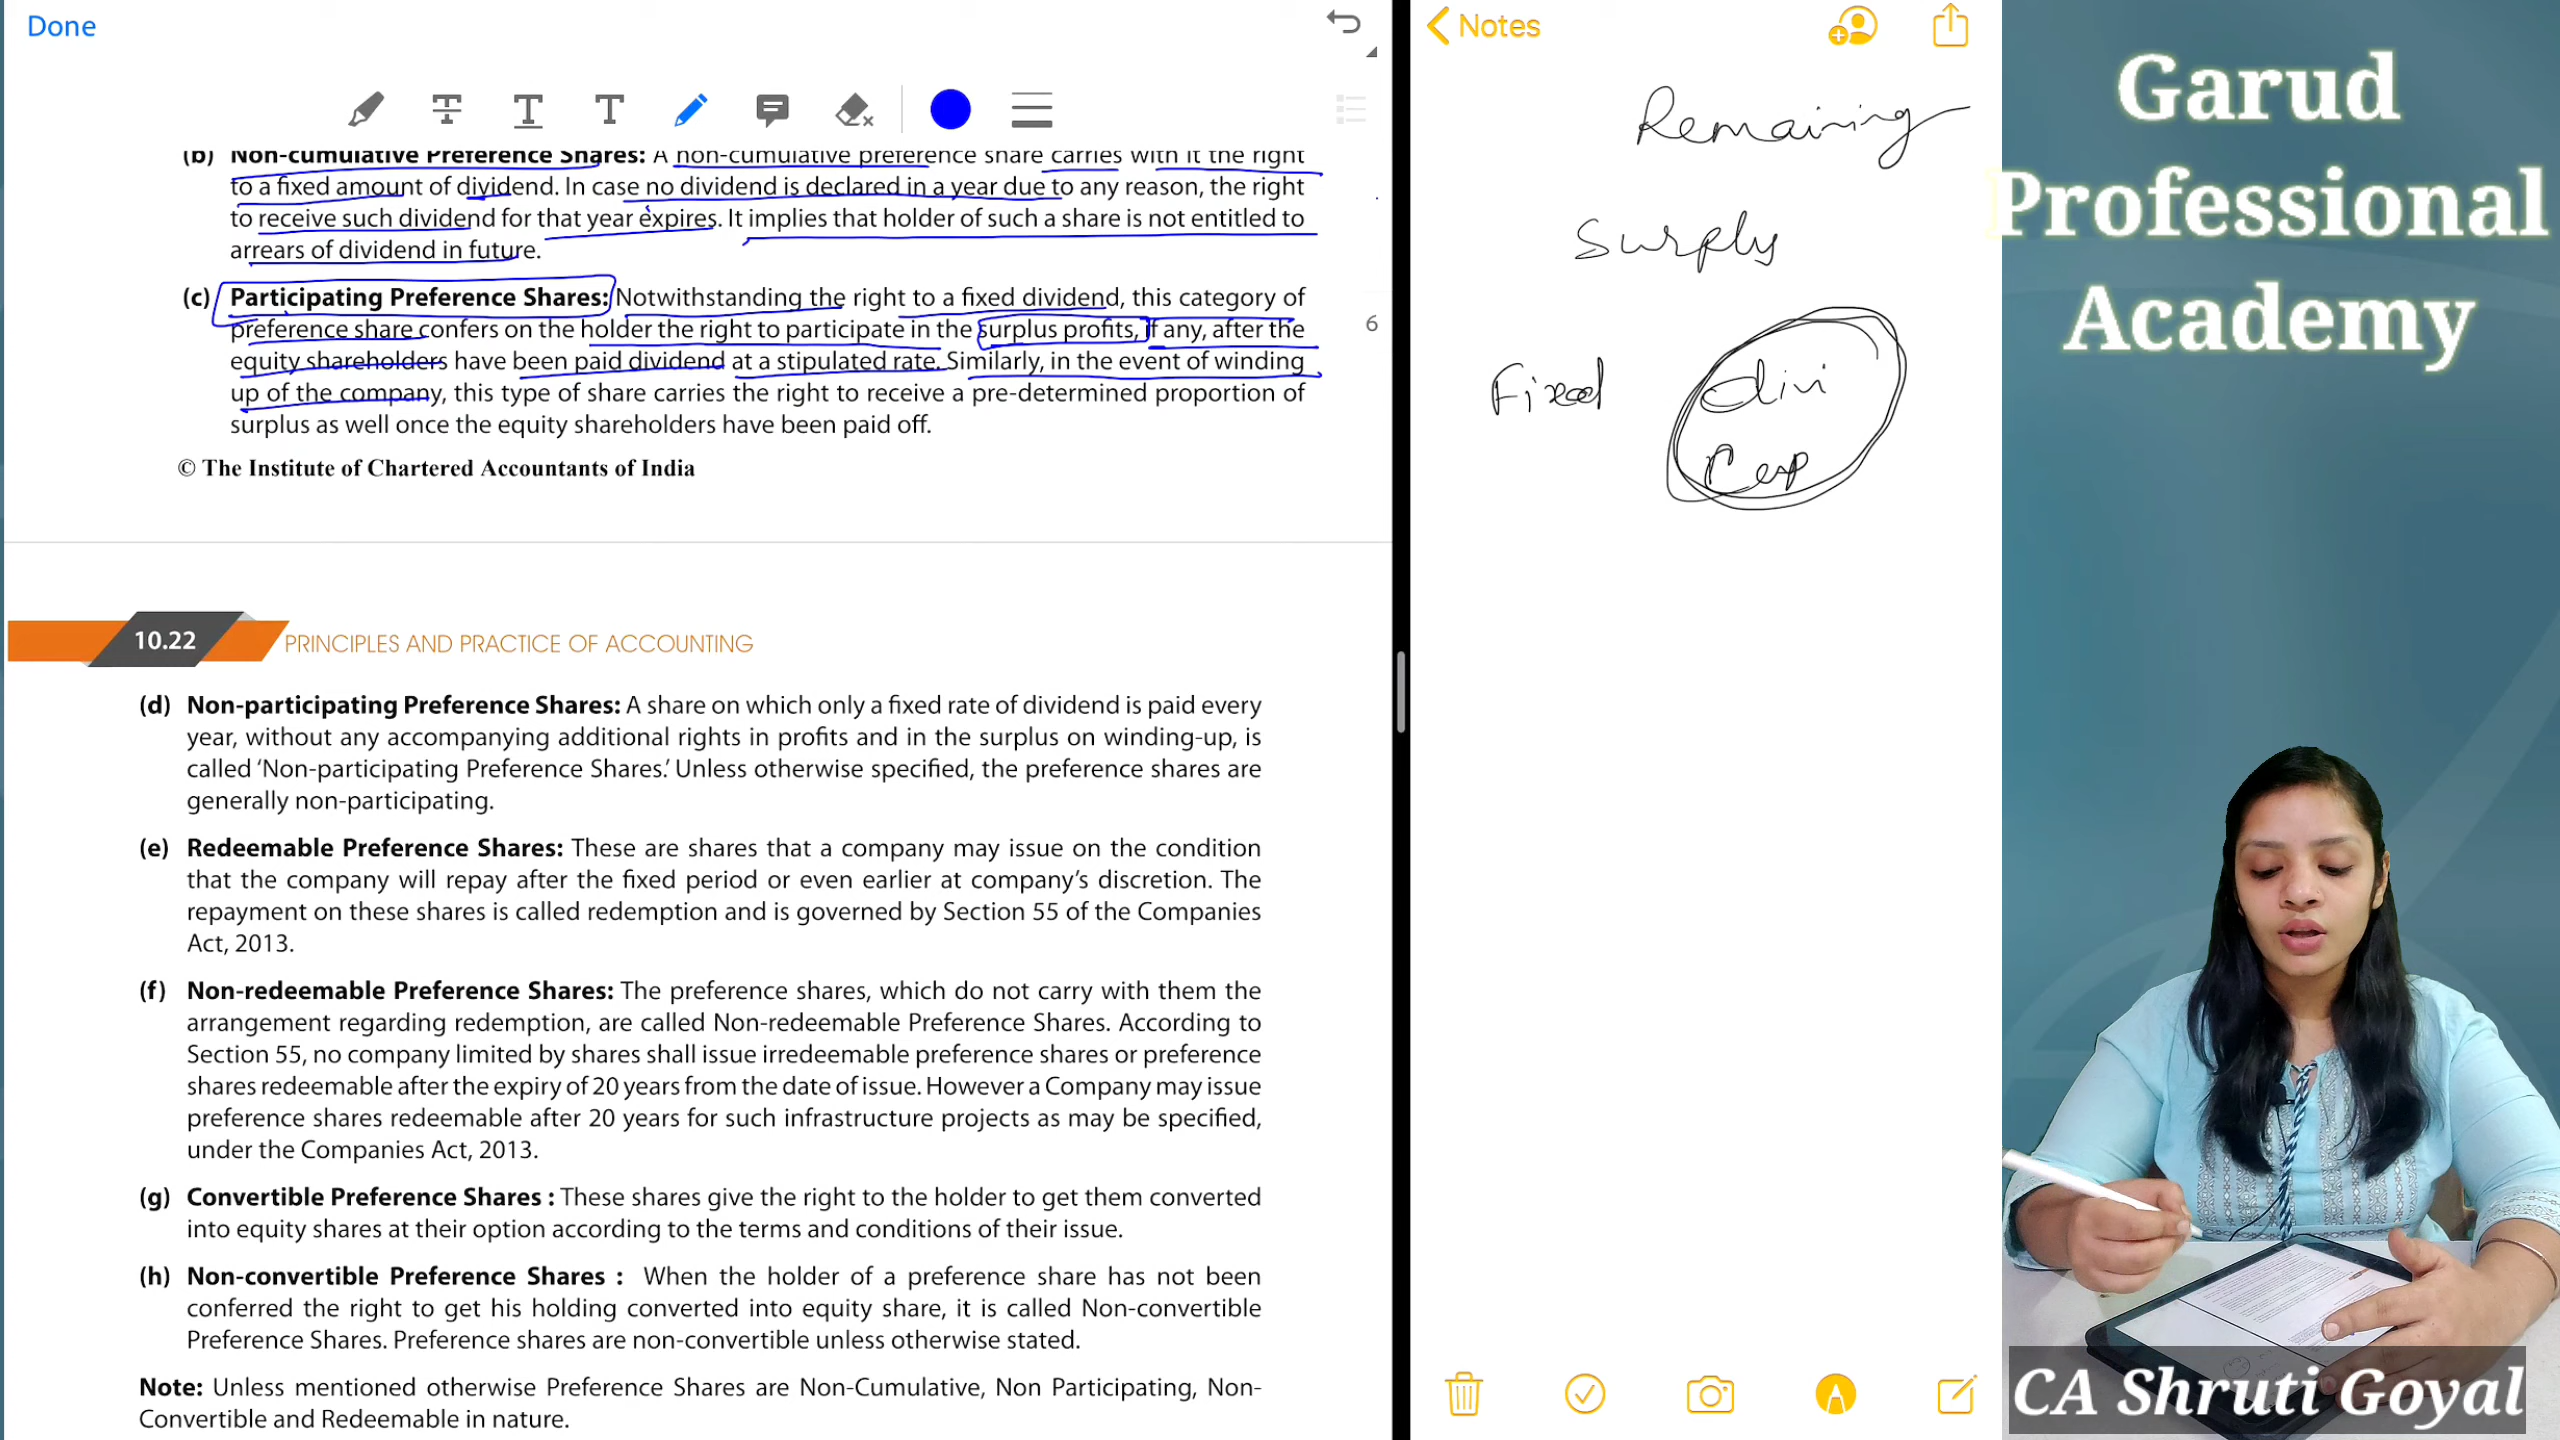 Done
(b) Non-cumulative Preference Shares: A non-cumulative preference share carries with it the right
to a fixed amount of dividend. In case no dividend is declared in a year due to any reason, the right
to receive such dividend for that year expires. It implies that holder of such a share is not entitled to
arrears of dividend in future.
(c) Participating Preference Shares: Notwithstanding the right to a fixed dividend, this category of
preference share confers on the holder the right to participate in the surplus profits, if any, after the
equity shareholders have been paid dividend at a stipulated rate. Similarly, in the event of winding
up of the company, this type of share carries the right to receive a pre-determined proportion of
surplus as well once the equity shareholders have been paid off.
© The Institute of Chartered Accountants of India
6
10.22 PRINCIPLES AND PRACTICE OF ACCOUNTING
(d) Non-participating Preference Shares: A share on which only a fixed rate of dividend is paid every
year, without any accompanying additional rights in profits and in the surplus on winding-up, is
called ‘Non-participating Preference Shares.’ Unless otherwise specified, the preference shares are
generally non-participating.
(e) Redeemable Preference Shares: These are shares that a company may issue on the condition
that the company will repay after the fixed period or even earlier at company’s discretion. The
repayment on these shares is called redemption and is governed by Section 55 of the Companies
Act, 2013.
(f) Non-redeemable Preference Shares: The preference shares, which do not carry with them the
arrangement regarding redemption, are called Non-redeemable Preference Shares. According to
Section 55, no company limited by shares shall issue irredeemable preference shares or preference
shares redeemable after the expiry of 20 years from the date of issue. However a Company may issue
preference shares redeemable after 20 years for such infrastructure projects as may be specified,
under the Companies Act, 2013.
(g) Convertible Preference Shares : These shares give the right to the holder to get them converted
into equity shares at their option according to the terms and conditions of their issue.
(h) Non-convertible Preference Shares : When the holder of a preference share has not been
conferred the right to get his holding converted into equity share, it is called Non-convertible
Preference Shares. Preference shares are non-convertible unless otherwise stated.
Note: Unless mentioned otherwise Preference Shares are Non-Cumulative, Non Participating, Non-
Convertible and Redeemable in nature.
Notes
Remaining
Fixed divi
Garud
Professional
Academy
CA Shruti Goyal